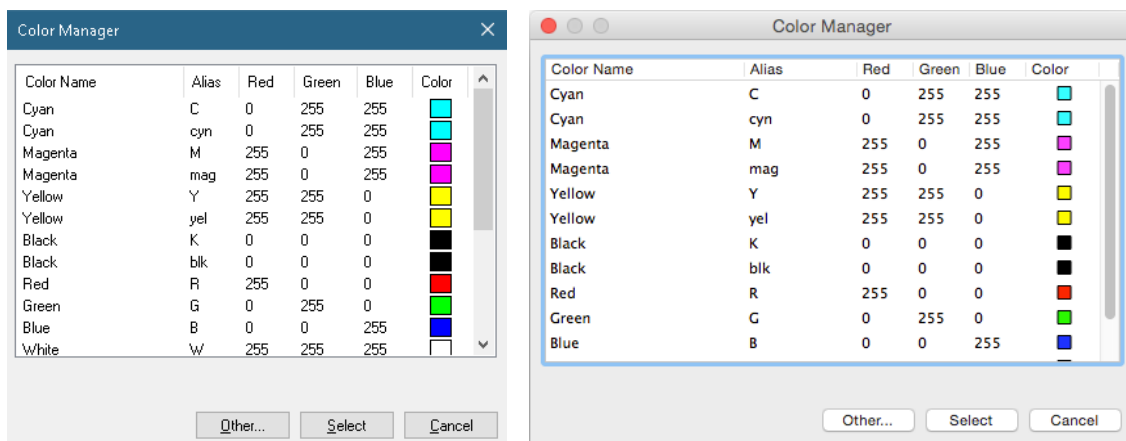 Color Manager
Color Name Alias Red Green Blue Color
Cyan C 0 255 255
Cyan cyn 0 255 255
Magenta M 255 0 255
Magenta mag 255 0 255
Yellow Y 255 255 0
Yellow yel 255 255 0
Black K 0 0 0
Black blk 0 0 0
Red R 255 0 0
Green G 0 255 0
Blue B 0 0 255
White W 255 255 255
Other... Select Cancel
Color Manager
Color Name Alias Red Green Blue Color
Cyan C 0 255 255
Cyan cyn 0 255 255
Magenta M 255 0 255
Magenta mag 255 0 255
Yellow Y 255 255 0
Yellow yel 255 255 0
Black K 0 0 0
Black blk 0 0 0
Red R 255 0 0
Green G 0 255 0
Blue B 0 0 255
Other... Select Cancel